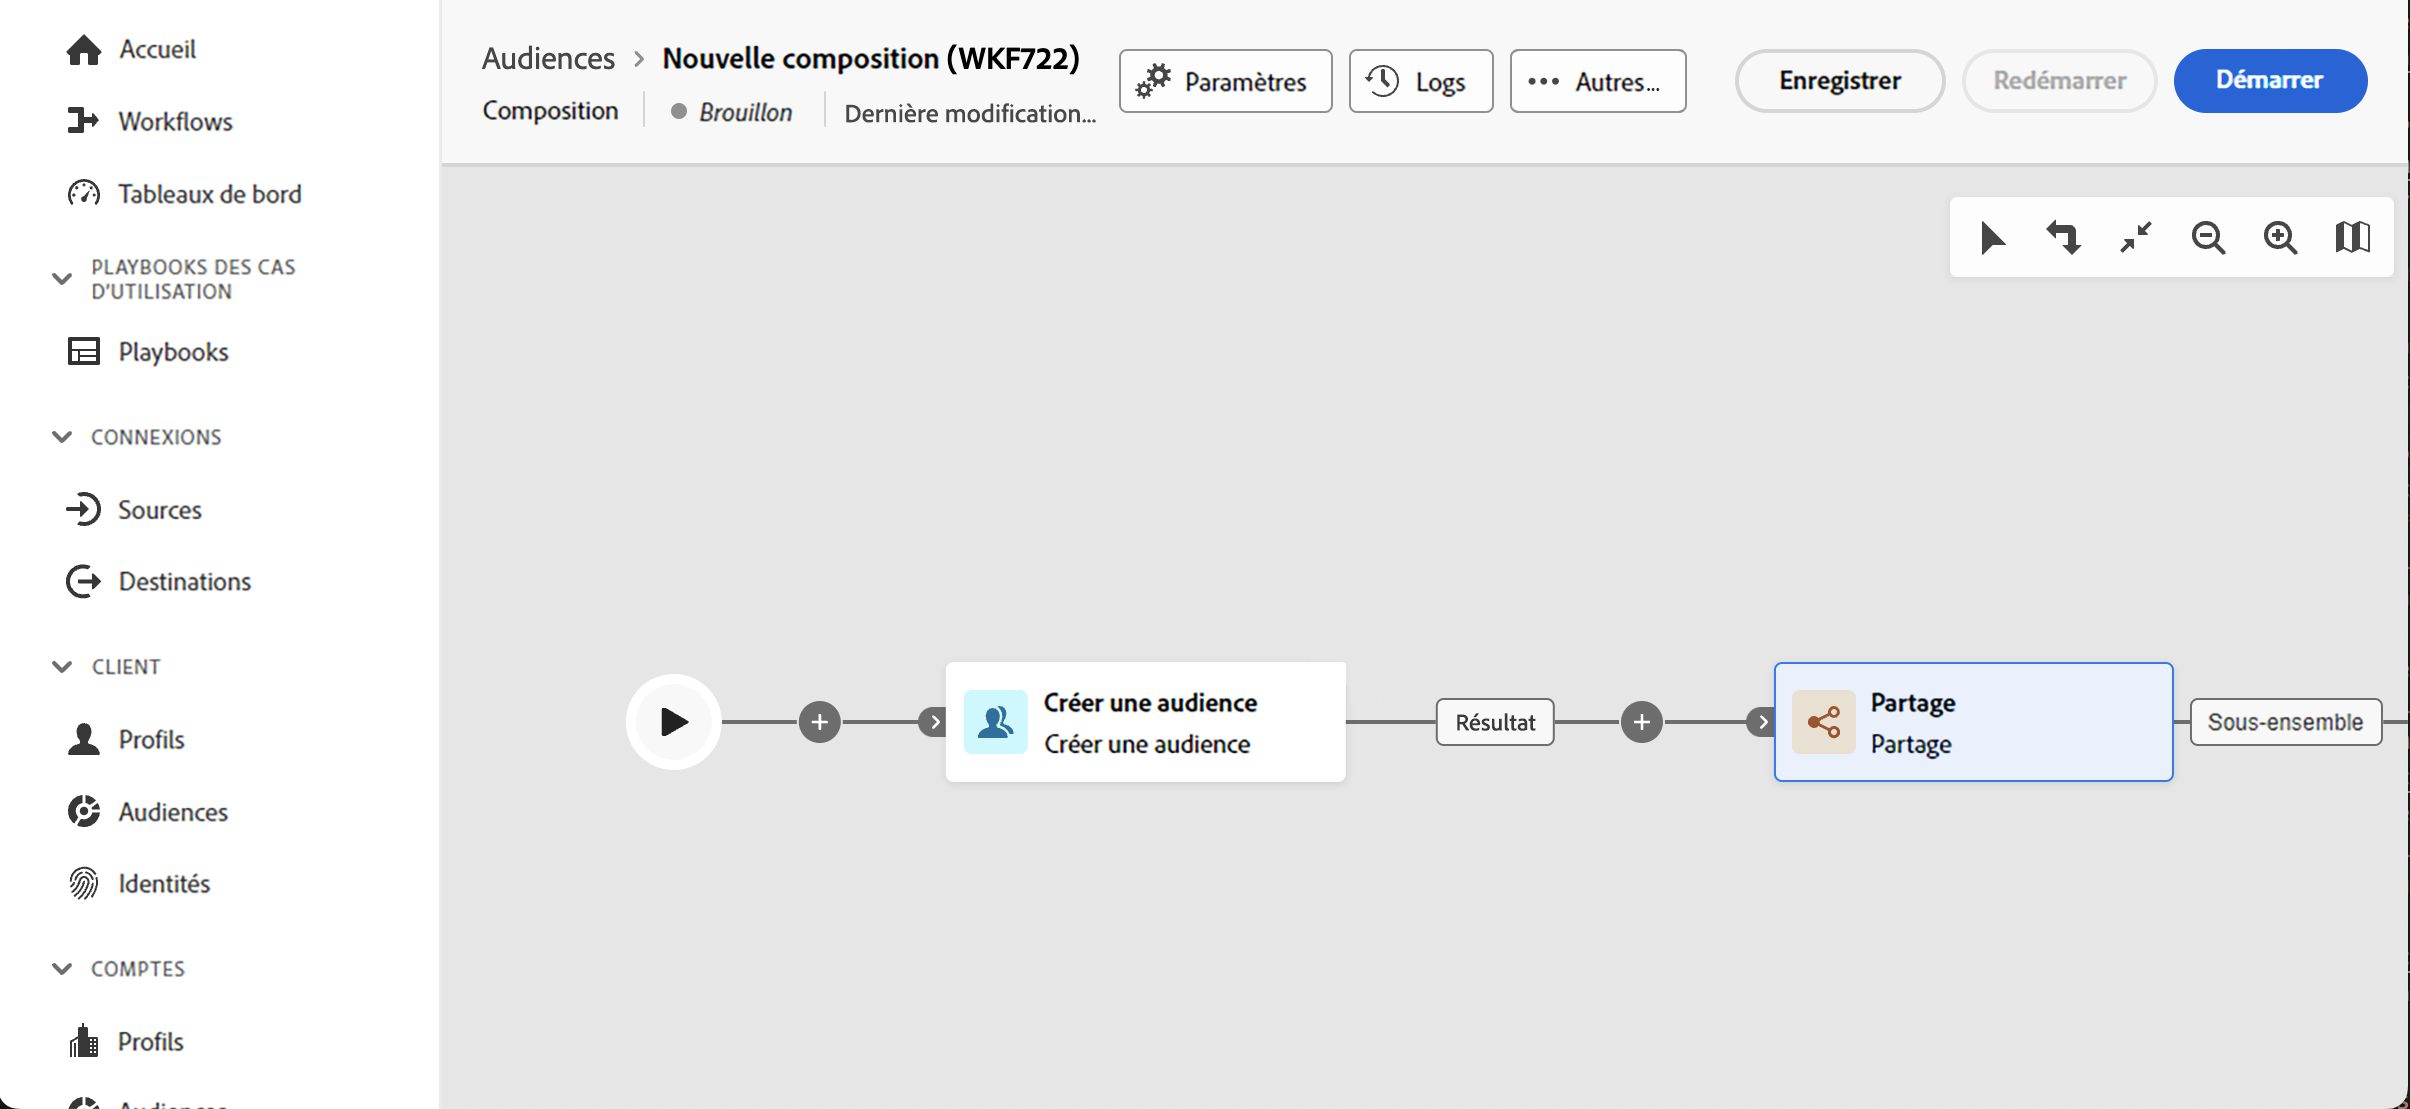 Accueil
Workflows
Tableaux de bord
PLAYBOOKS DES CAS
D'UTILISATION
Playbooks
CONNEXIONS
Sources
Destinations
CLIENT
Profils
Audiences
Identités
COMPTES
Profils
Audiences
Audiences > Nouvelle composition (WKF722)
Composition
Brouillon
Dernière modification...
Paramètres
Logs
Autres...
Enregistrer
Redémarrer
Démarrer
Créer une audience
Créer une audience
Résultat
Partage
Partage
Sous-ensemble